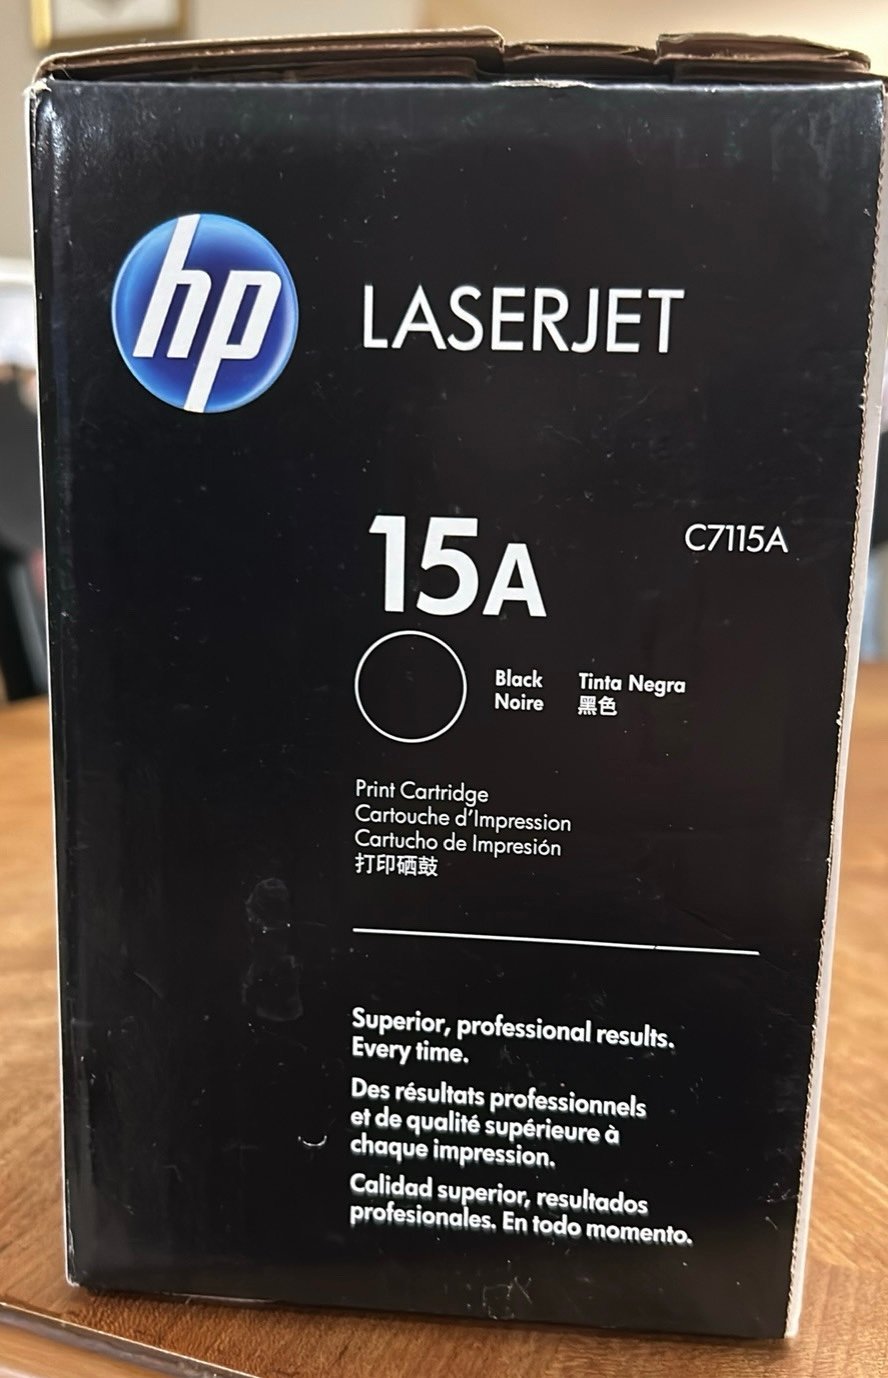 hp
LASERJET
15A
C7115A
Black
Noire
Tinta Negra
黑色
Print Cartridge
Cartouche d'Impression
Cartucho de Impresión
打印硒鼓
Superior, professional results.
Every time.
Des résultats professionnels
et de qualité supérieure à
chaque impression.
Calidad superior, resultados
profesionales. En todo momento.